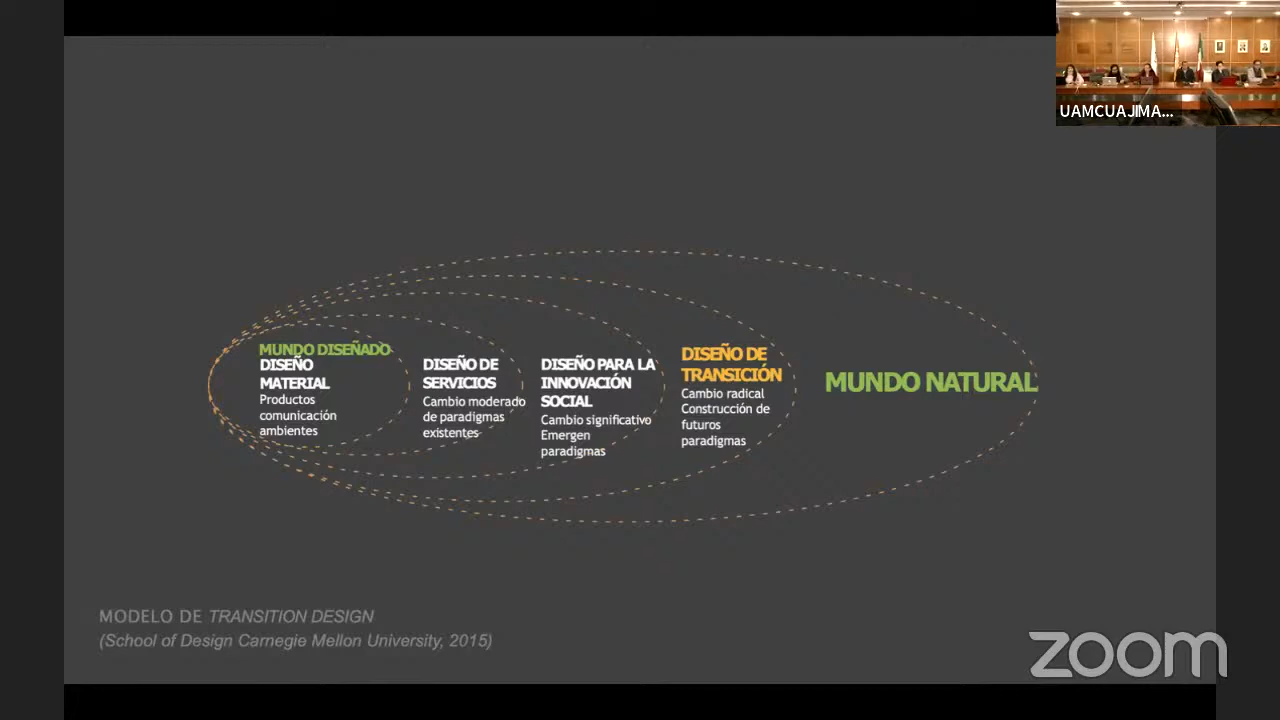 UAMCUAJIMA...
MUNDO DISEÑADO
DISEÑO
MATERIAL
Productos
comunicación
ambientes
DISEÑO DE
SERVICIOS
Cambio moderado
de paradigmas
existentes
DISEÑO PARA LA
INNOVACIÓN
SOCIAL
Cambio significativo
Emergen
paradigmas
DISEÑO DE
TRANSICIÓN
Cambio radical
Construcción de
futuros
paradigmas
MUNDO NATURAL
MODELO DE TRANSITION DESIGN
(School of Design Carnegie Mellon University, 2015)
zoom